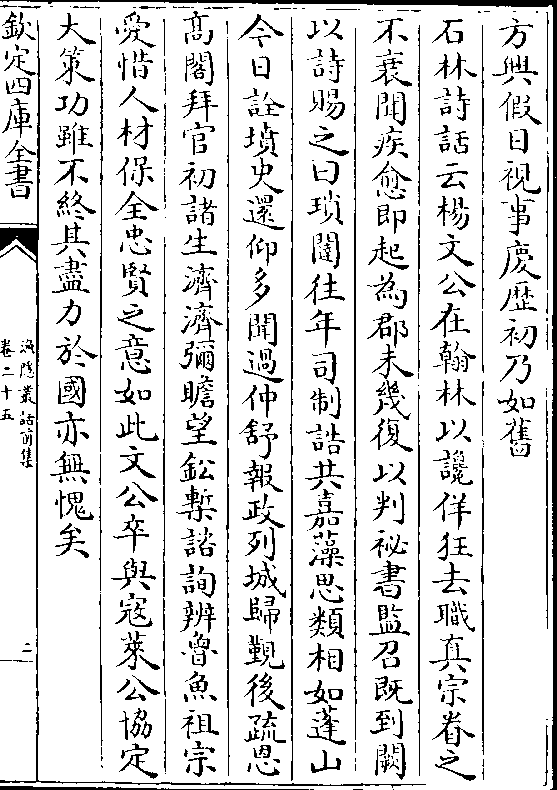 方輿假日視事慶歴初乃如舊
石林詩話云楊文公在翰林以讒佯狂去職真宗眷之
不衰聞疾愈即起為郡未幾復以判祕書監召既到闕
以詩賜之曰瑣闥往年司制誥共嘉藻思類相如蓬山
今日詮墳史還仰多聞過仲舒報政列城歸覲後疏恩
髙閣拜官初諸生濟濟彌瞻望鈆槧諮詢辨魯魚祖宗
愛惜人材保全忠賢之意如此文公卒與宼萊公協定
大策功雖不終其盡力於國亦無愧矣
欽定四庫全書
漁隠叢話前集
卷二十五
二